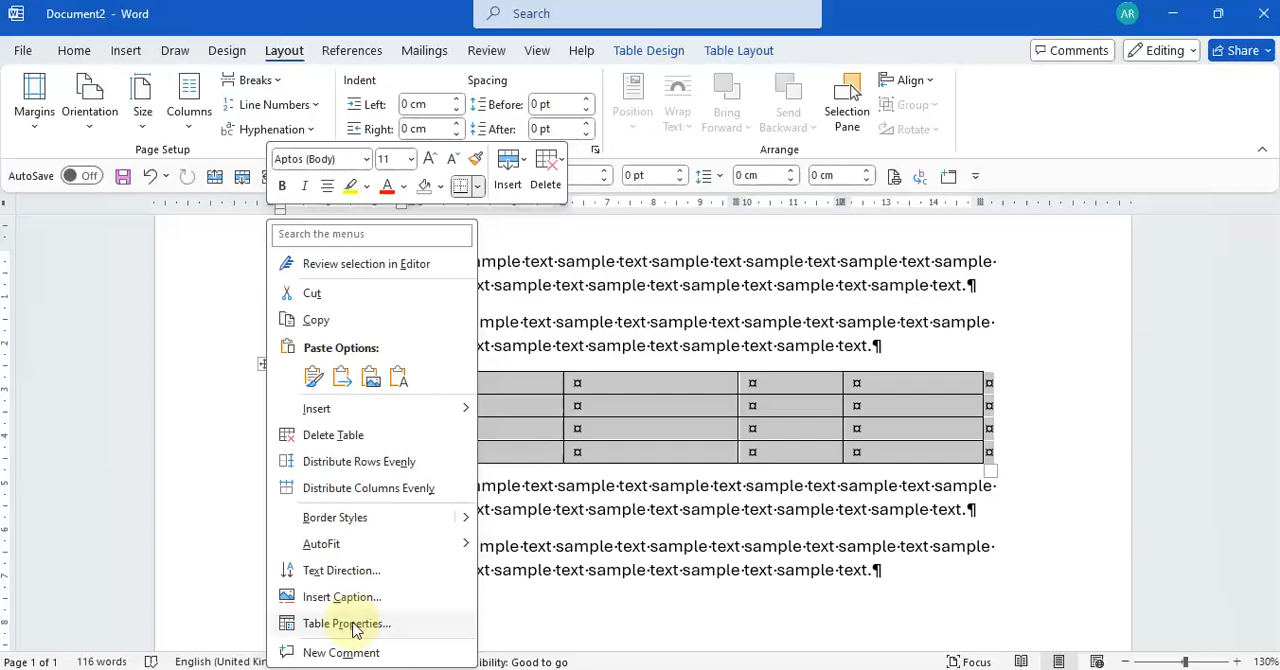 Document2 - Word
Search
AR
File Home Insert Draw Design Layout References Mailings Review View Help Table Design Table Layout
Comments Editing Share
Margins Orientation Size Columns
Breaks
Line Numbers
Hyphenation
Page Setup
Indent Spacing
Left: 0 cm Before: 0 pt
Right: 0 cm After: 0 pt
Position Wrap Text Bring Forward Send Backward Selection Pane
Align
Group
Rotate
Arrange
AutoSave Off
0 pt 0 cm 0 cm
Aptos (Body) 11
B I A Insert Delete
7 8 9 10 11 12 13 14
Search the menus
Review selection in Editor
Cut
Copy
Paste Options:
Insert
Delete Table
Distribute Rows Evenly
Distribute Columns Evenly
Border Styles
AutoFit
Text Direction...
Insert Caption...
Table Properties...
New Comment
mple·text·sample·text·sample·text·sample·text·sample·text·sample·
xt·sample·text·sample·text·sample·text·sample·text·sample·text.¶
mple·text·sample·text·sample·text·sample·text·sample·text·sample·
xt·sample·text·sample·text·sample·text·sample·text.¶
¤ ¤ ¤ ¤
¤ ¤ ¤ ¤
¤ ¤ ¤ ¤
¤ ¤ ¤ ¤
mple·text·sample·text·sample·text·sample·text·sample·text·sample·
xt·sample·text·sample·text·sample·text·sample·text·sample·text.¶
mple·text·sample·text·sample·text·sample·text·sample·text·sample·
xt·sample·text·sample·text·sample·text·sample·text.¶
Page 1 of 1 116 words English (United Kin bility: Good to go Focus 130%